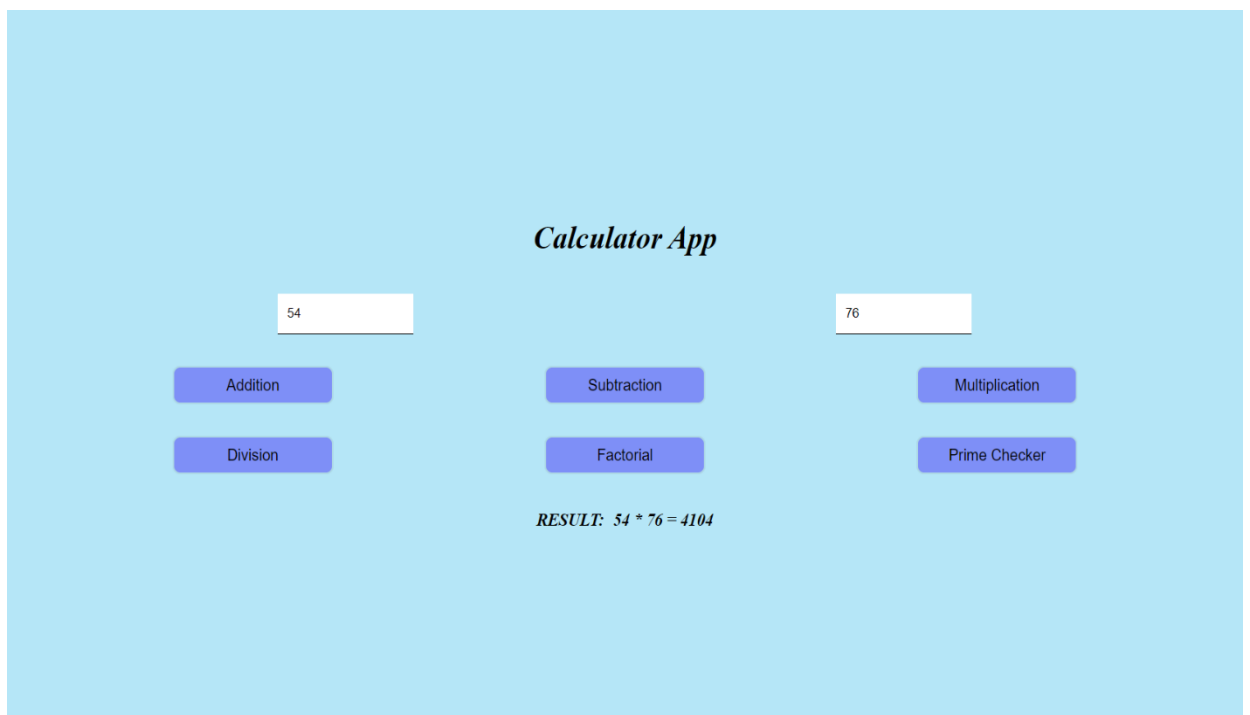 Calculator App
54 76
Addition Subtraction Multiplication
Division Factorial Prime Checker
RESULT: 54 * 76 = 4104